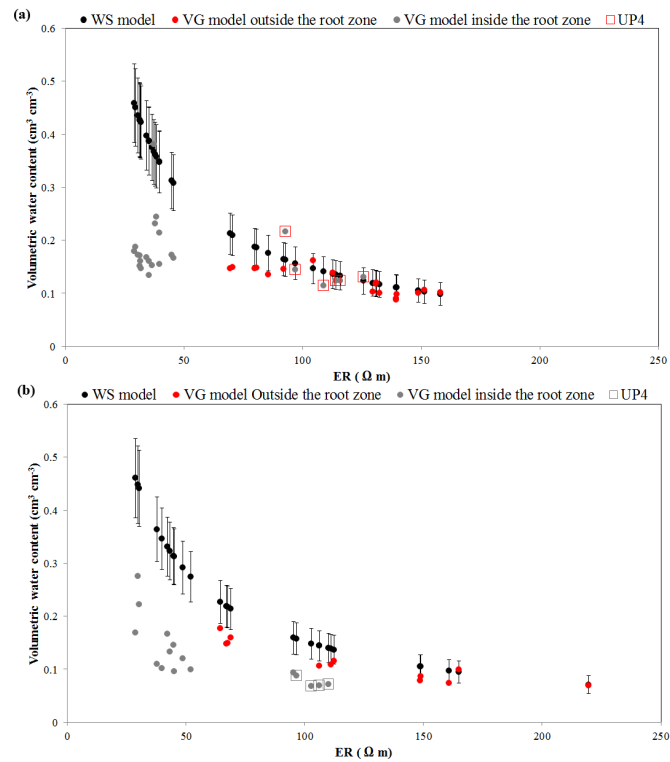 (a)
WS model VG model outside the root zone VG model inside the root zone UP4
0.6
0.5
0.4
0.3
0.2
0.1
0
Volumetric water content (cm³ cm⁻³)
0 50 100 150 200 250
ER (Ω m)
(b)
WS model VG model Outside the root zone VG model inside the root zone UP4
0.6
0.5
0.4
0.3
0.2
0.1
0
Volumetric water content (cm³ cm⁻³)
0 50 100 150 200 250
ER (Ω m)